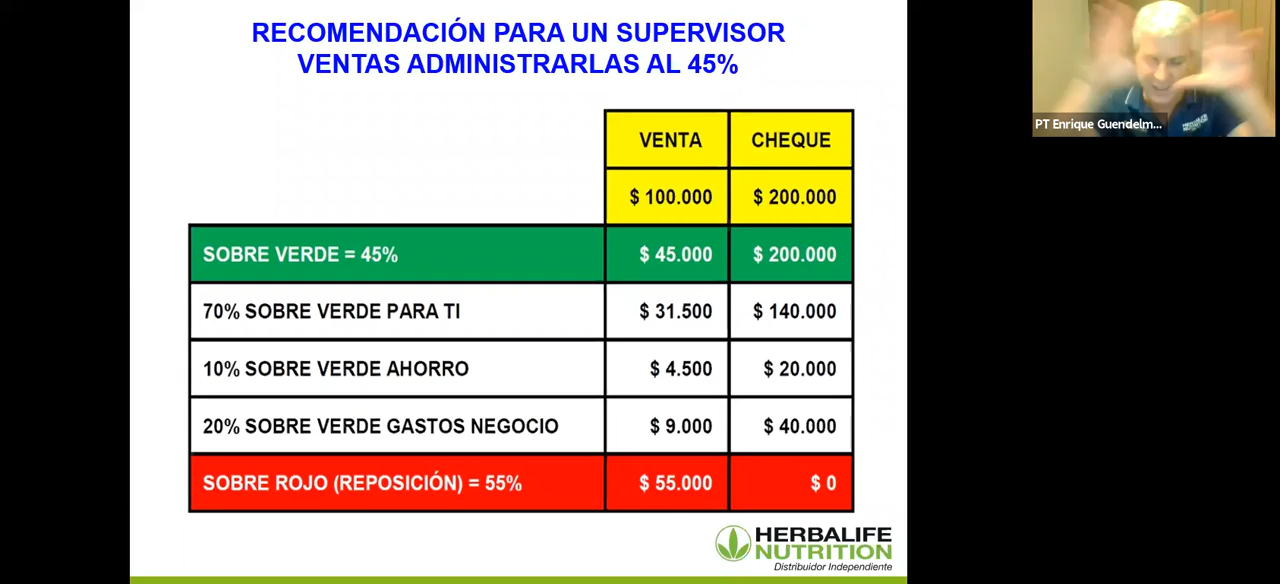 RECOMENDACIÓN PARA UN SUPERVISOR
VENTAS ADMINISTRARLAS AL 45%
VENTA CHEQUE
$ 100.000 $ 200.000
SOBRE VERDE = 45% $ 45.000 $ 200.000
70% SOBRE VERDE PARA TI $ 31.500 $ 140.000
10% SOBRE VERDE AHORRO $ 4.500 $ 20.000
20% SOBRE VERDE GASTOS NEGOCIO $ 9.000 $ 40.000
SOBRE ROJO (REPOSICIÓN) = 55% $ 55.000 $ 0
HERBALIFE
NUTRITION
Distribuidor Independiente
PT Enrique Guendelm...
HERBALIFE
NUTRITION